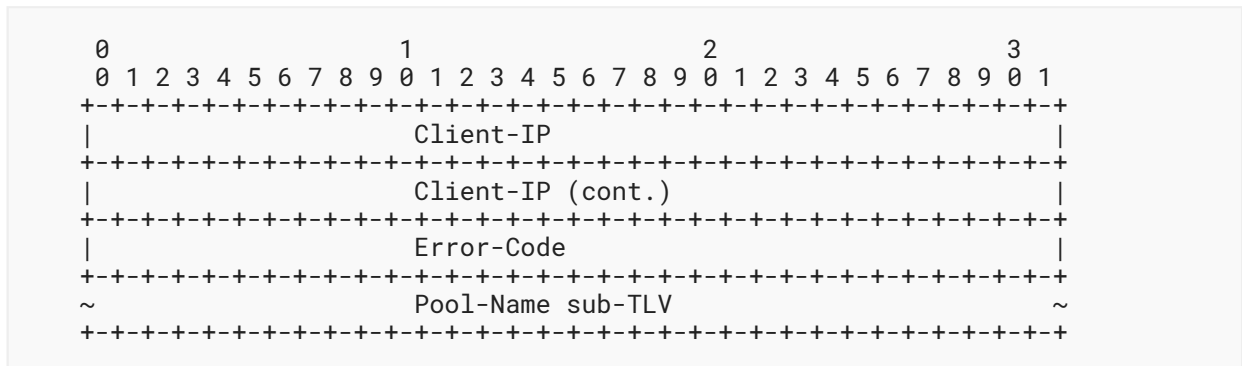 0                   1                   2                   3
 0 1 2 3 4 5 6 7 8 9 0 1 2 3 4 5 6 7 8 9 0 1 2 3 4 5 6 7 8 9 0 1
+-+-+-+-+-+-+-+-+-+-+-+-+-+-+-+-+-+-+-+-+-+-+-+-+-+-+-+-+-+-+-+-+
|                     Client-IP                                 |
+-+-+-+-+-+-+-+-+-+-+-+-+-+-+-+-+-+-+-+-+-+-+-+-+-+-+-+-+-+-+-+-+
|                     Client-IP (cont.)                         |
+-+-+-+-+-+-+-+-+-+-+-+-+-+-+-+-+-+-+-+-+-+-+-+-+-+-+-+-+-+-+-+-+
|                     Error-Code                                |
+-+-+-+-+-+-+-+-+-+-+-+-+-+-+-+-+-+-+-+-+-+-+-+-+-+-+-+-+-+-+-+-+
~                     Pool-Name sub-TLV                         ~
+-+-+-+-+-+-+-+-+-+-+-+-+-+-+-+-+-+-+-+-+-+-+-+-+-+-+-+-+-+-+-+-+